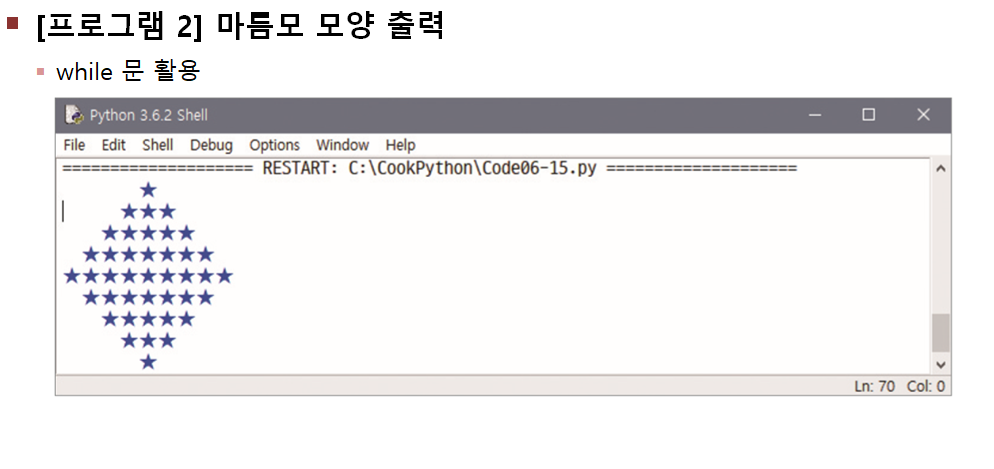 [프로그램 2] 마름모 모양 출력
while 문 활용
Python 3.6.2 Shell
File Edit Shell Debug Options Window Help
==================== RESTART: C:\CookPython\Code06-15.py ====================
★
★★★
★★★★★
★★★★★★★
★★★★★★★★★
★★★★★★★
★★★★★
★★★
★
Ln: 70 Col: 0